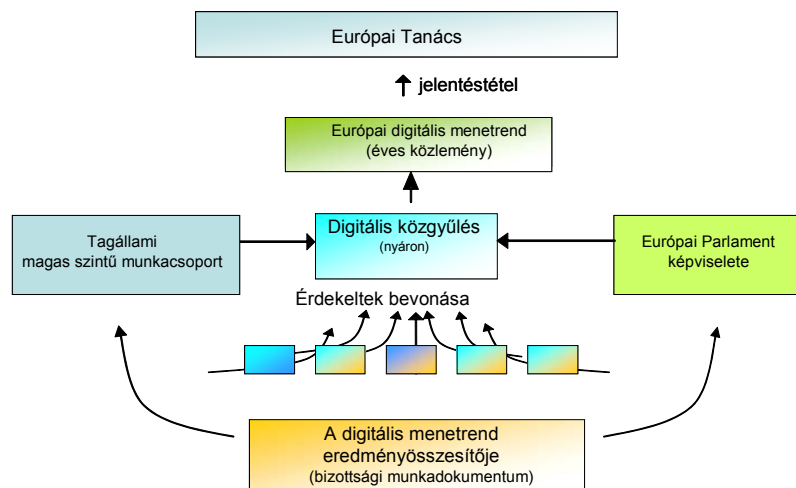 Európai Tanács
jelentéstétel
Európai digitális menetrend
(éves közlemény)
Tagállami
magas szintű munkacsoport
Digitális közgyűlés
(nyáron)
Európai Parlament
képviselete
Érdekeltek bevonása
A digitális menetrend
eredményösszesítője
(bizottsági munkadokumentum)